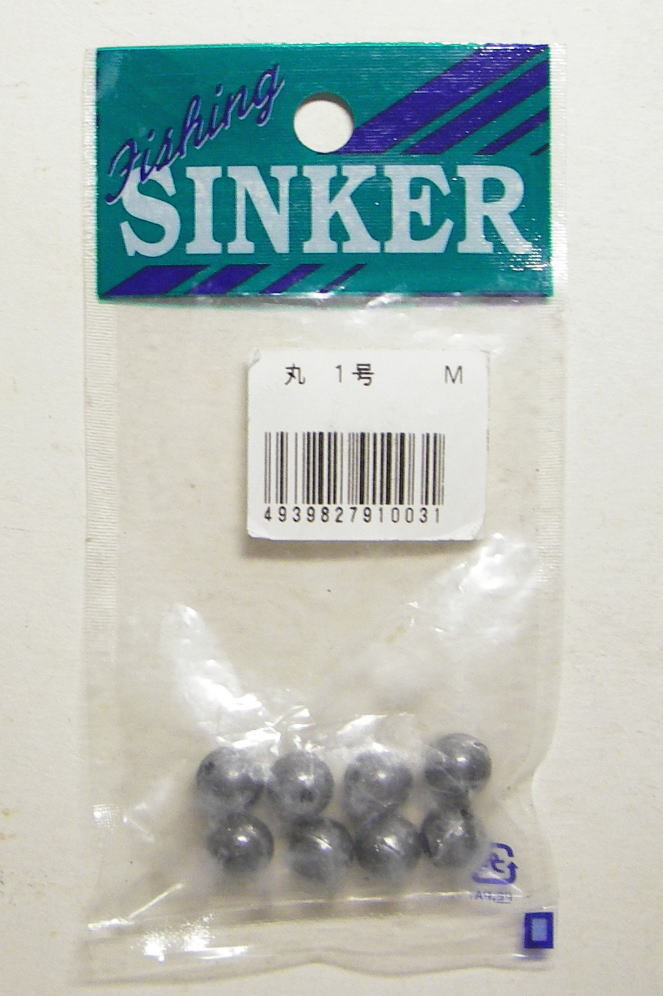 Fishing
SINKER
丸 1号 M
4939827910031